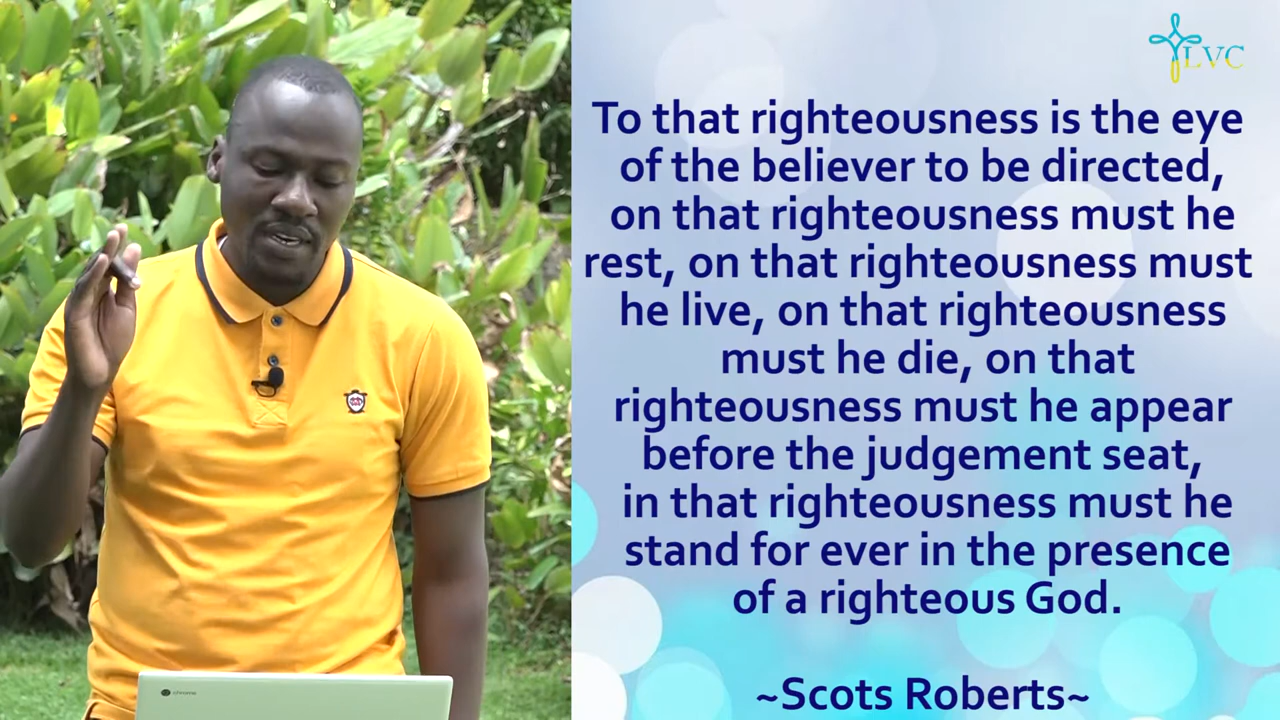 LVC
To that righteousness is the eye
of the believer to be directed,
on that righteousness must he
rest, on that righteousness must
he live, on that righteousness
must he die, on that
righteousness must he appear
before the judgement seat,
in that righteousness must he
stand for ever in the presence
of a righteous God.
~Scots Roberts~
chrome